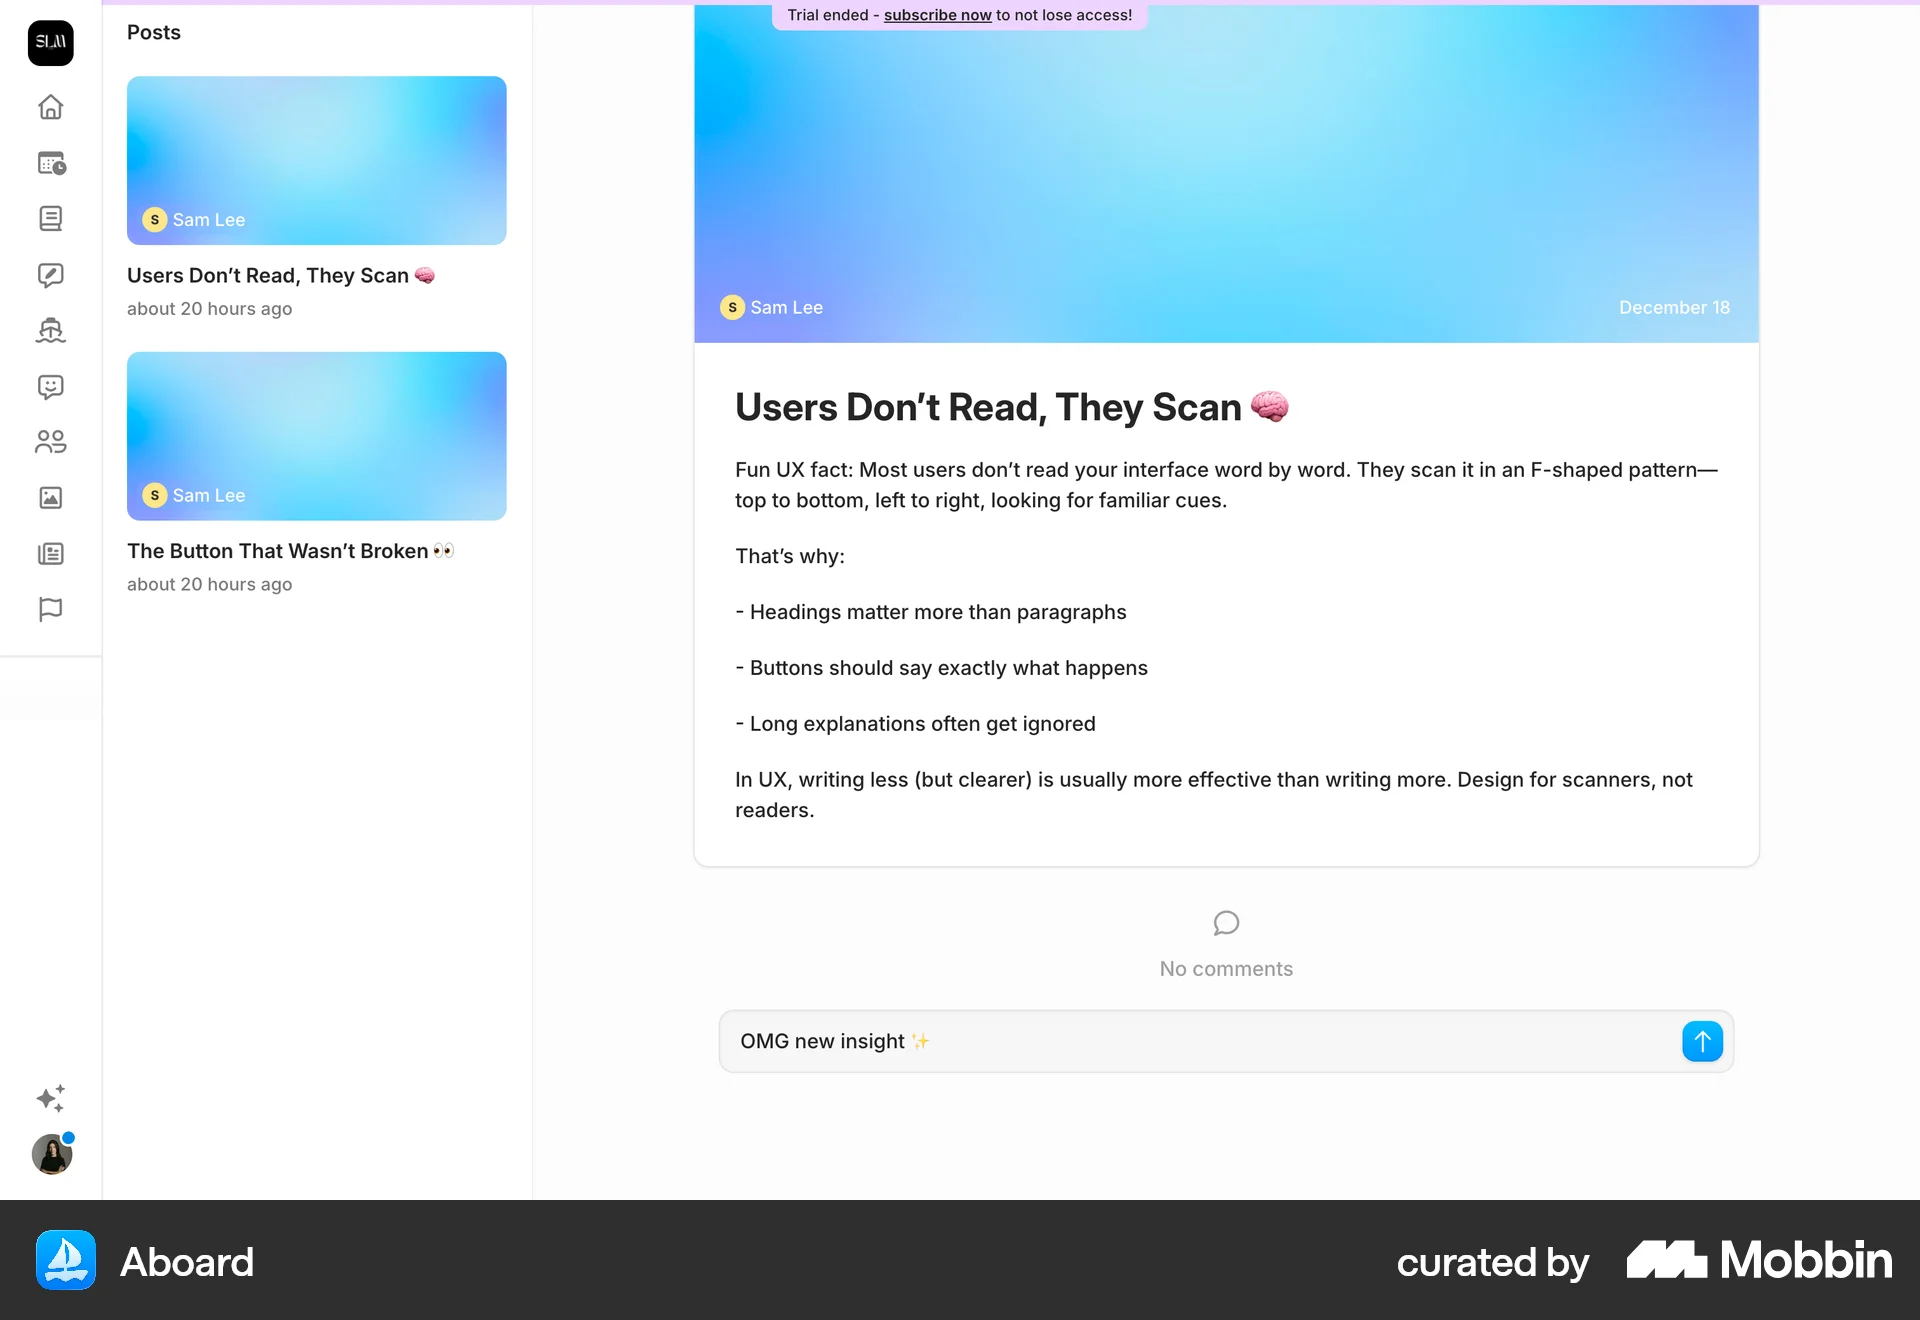 Trial ended - subscribe now to not lose access!
SLM
Posts
S Sam Lee
Users Don’t Read, They Scan 🧠
about 20 hours ago
S Sam Lee
The Button That Wasn’t Broken 👀
about 20 hours ago
S Sam Lee
December 18
Users Don’t Read, They Scan 🧠
Fun UX fact: Most users don’t read your interface word by word. They scan it in an F-shaped pattern—
top to bottom, left to right, looking for familiar cues.
That’s why:
- Headings matter more than paragraphs
- Buttons should say exactly what happens
- Long explanations often get ignored
In UX, writing less (but clearer) is usually more effective than writing more. Design for scanners, not
readers.
No comments
OMG new insight ✨
Aboard
curated by Mobbin